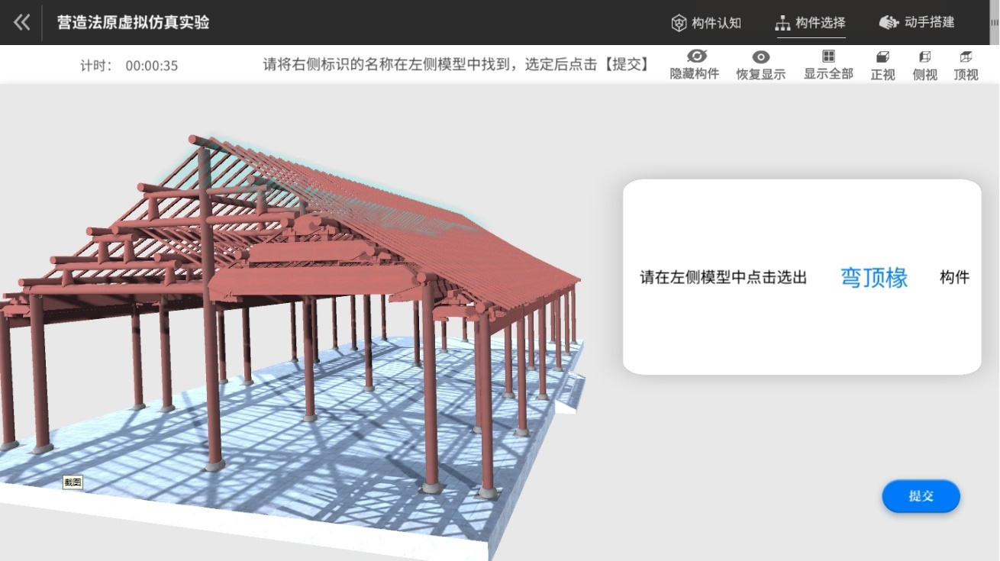 营造法原虚拟仿真实验
构件认知
构件选择
动手搭建
计时： 00:00:35
请将右侧标识的名称在左侧模型中找到，选定后点击【提交】
隐藏构件
恢复显示
显示全部
正视
侧视
顶视
请在左侧模型中点击选出 弯顶椽 构件
截图
提交